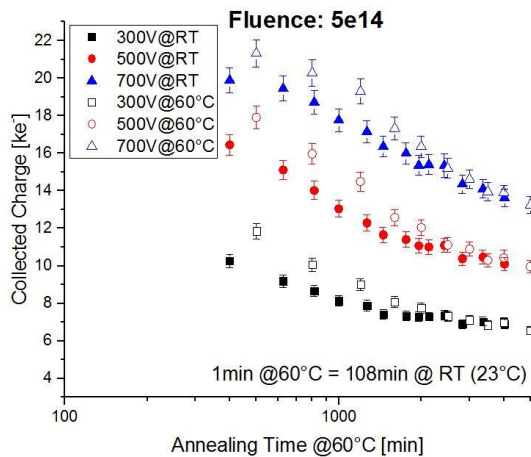 Fluence: 5e14
22
20
18
16
14
12
10
8
6
4
Collected Charge [ke⁻]
300V@RT
500V@RT
700V@RT
300V@60°C
500V@60°C
700V@60°C
1min @60°C = 108min @ RT (23°C)
100
1000
Annealing Time @60°C [min]